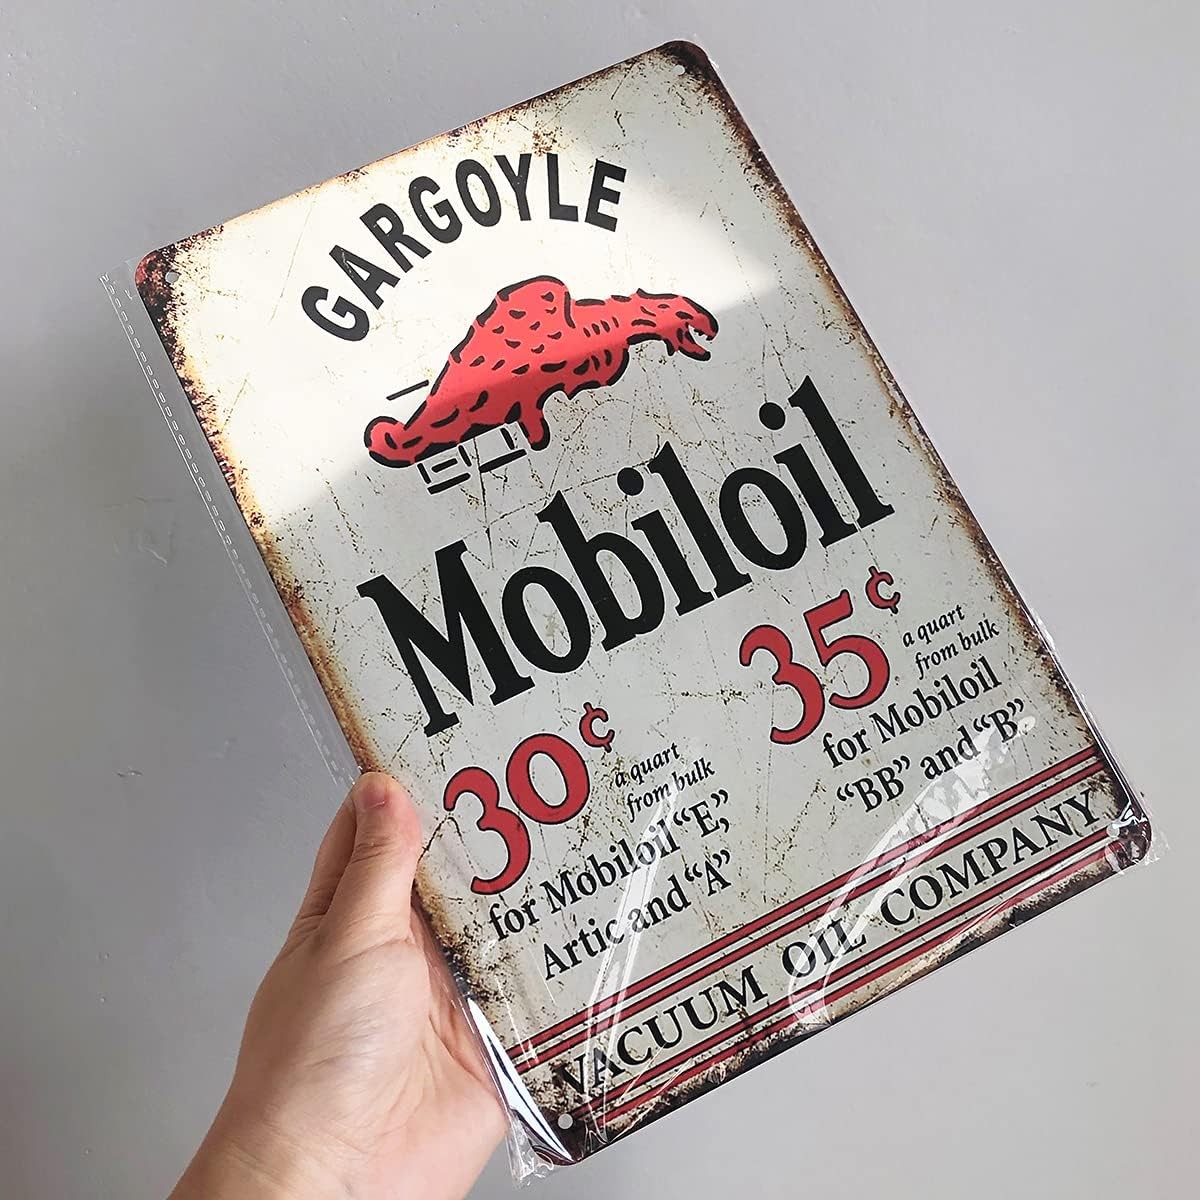 GARGOYLE
Mobiloil
30¢ a quart
from bulk
for Mobiloil “E”,
Artic and “A”
35¢ a quart
from bulk
for Mobiloil
“BB” and “B”
VACUUM OIL COMPANY